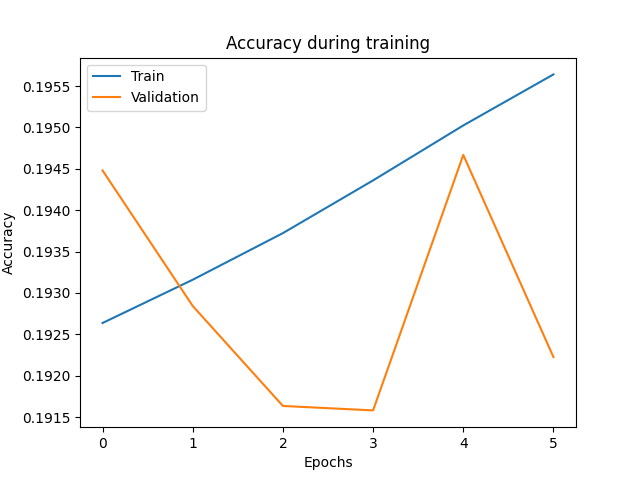 Accuracy during training
Train
Validation
Accuracy
0.1955
0.1950
0.1945
0.1940
0.1935
0.1930
0.1925
0.1920
0.1915
0 1 2 3 4 5
Epochs